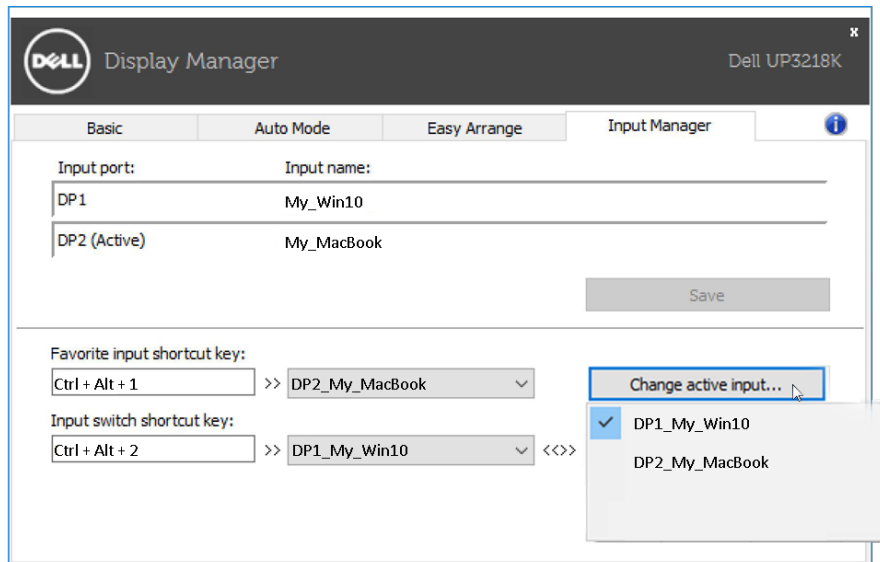 x
DELL Display Manager Dell UP3218K
Basic Auto Mode Easy Arrange Input Manager i
Input port: Input name:
DP1 My_Win10
DP2 (Active) My_MacBook
Save
Favorite input shortcut key:
Ctrl + Alt + 1 >> DP2_My_MacBook Change active input...
Input switch shortcut key:
DP1_My_Win10
Ctrl + Alt + 2 >> DP1_My_Win10 <<>>
DP2_My_MacBook